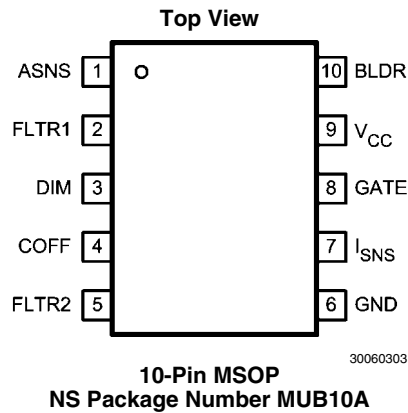 Top View
ASNS 1 10 BLDR
FLTR1 2 9 VCC
DIM 3 8 GATE
COFF 4 7 ISNS
FLTR2 5 6 GND
30060303
10-Pin MSOP
NS Package Number MUB10A